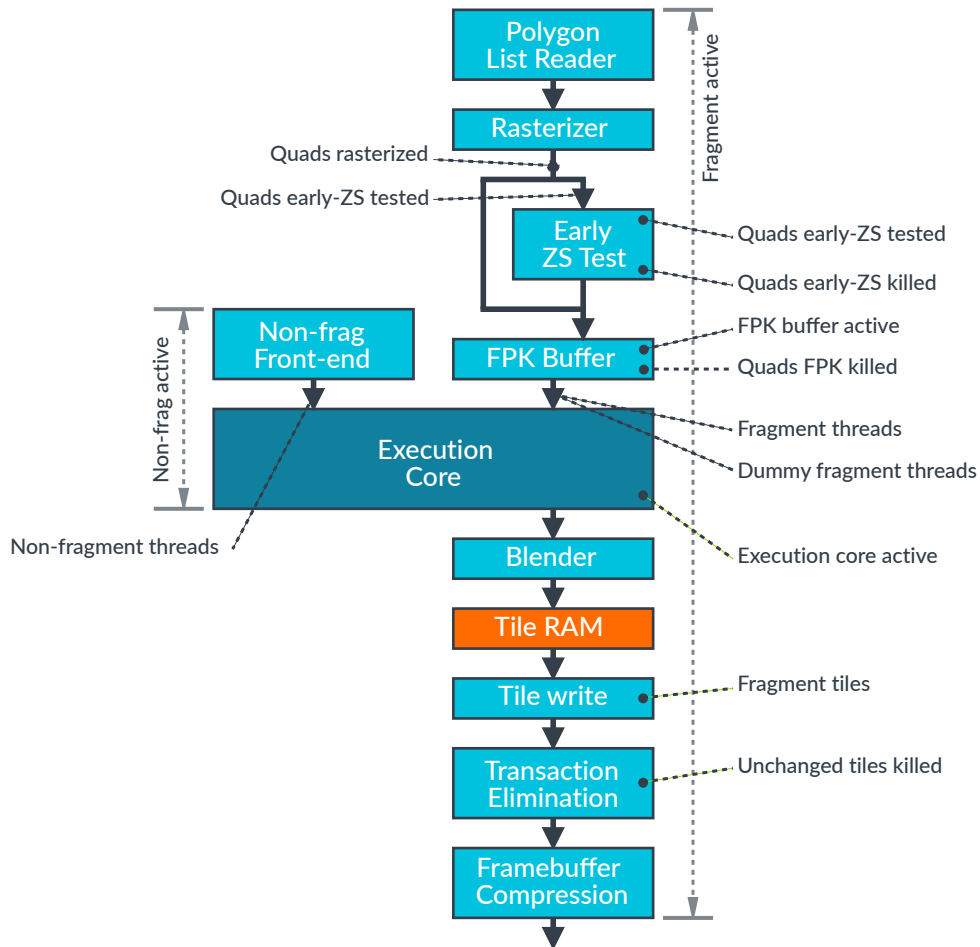 Polygon
List Reader
Fragment active
Rasterizer
Quads rasterized
Quads early-ZS tested
Early
ZS Test
Quads early-ZS tested
Quads early-ZS killed
Non-frag
Front-end
Non-frag active
FPK Buffer
FPK buffer active
Quads FPK killed
Fragment threads
Dummy fragment threads
Execution
Core
Non-fragment threads
Execution core active
Blender
Tile RAM
Tile write
Fragment tiles
Transaction
Elimination
Unchanged tiles killed
Framebuffer
Compression